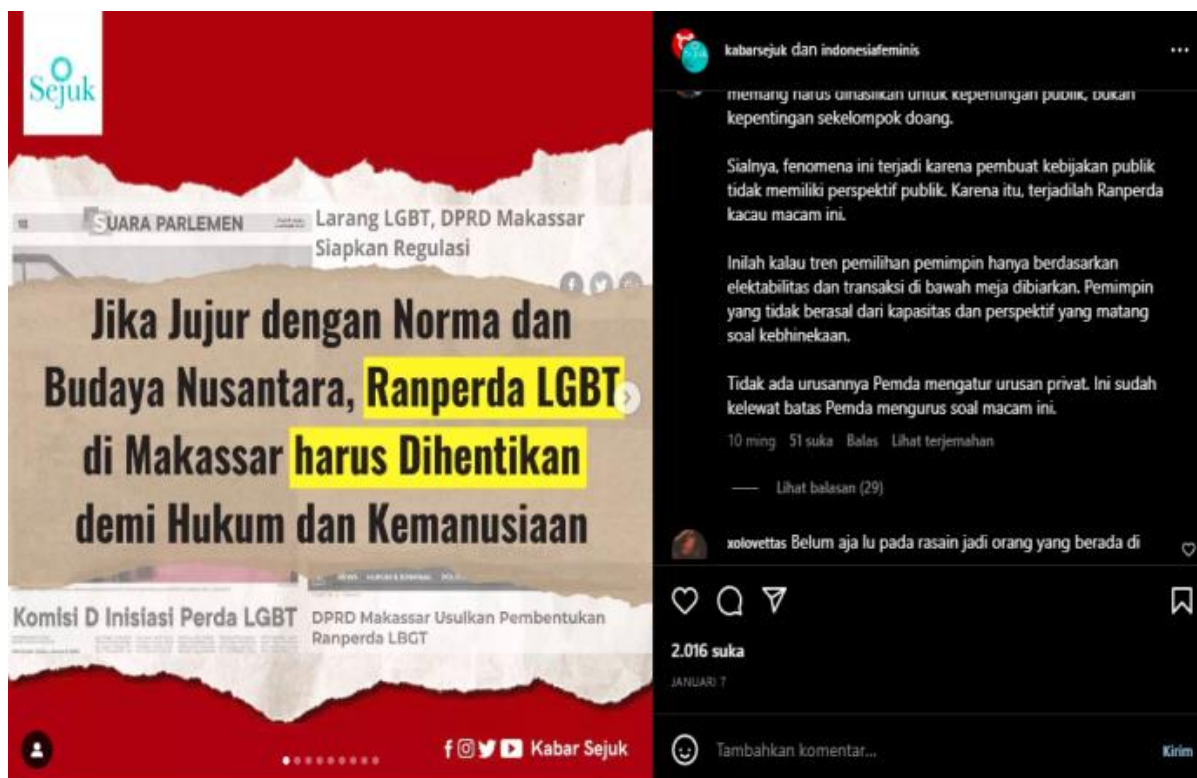 Sejuk
SUARA PARLEMEN
Larang LGBT, DPRD Makassar
Siapkan Regulasi
Jika Jujur dengan Norma dan
Budaya Nusantara, Ranperda LGBT
di Makassar harus Dihentikan
demi Hukum dan Kemanusiaan
Komisi D Inisiasi Perda LGBT
DPRD Makassar Usulkan Pembentukan
Ranperda LBGT
Kabar Sejuk
kabarsejuk dan indonesiafeminis
memang harus dihasilkan untuk kepentingan publik, bukan
kepentingan sekelompok doang.
Sialnya, fenomena ini terjadi karena pembuat kebijakan publik
tidak memiliki perspektif publik. Karena itu, terjadilah Ranperda
kacau macam ini.
Inilah kalau tren pemilihan pemimpin hanya berdasarkan
elektabilitas dan transaksi di bawah meja dibiarkan. Pemimpin
yang tidak berasal dari kapasitas dan perspektif yang matang
soal kebhinekaan.
Tidak ada urusannya Pemda mengatur urusan privat. Ini sudah
kelewat batas Pemda mengurus soal macam ini.
10 ming 51 suka Balas Lihat terjemahan
Lihat balasan (29)
xolovettas Belum aja lu pada rasain jadi orang yang berada di
2.016 suka
JANUARI 7
Tambahkan komentar...
Kirim